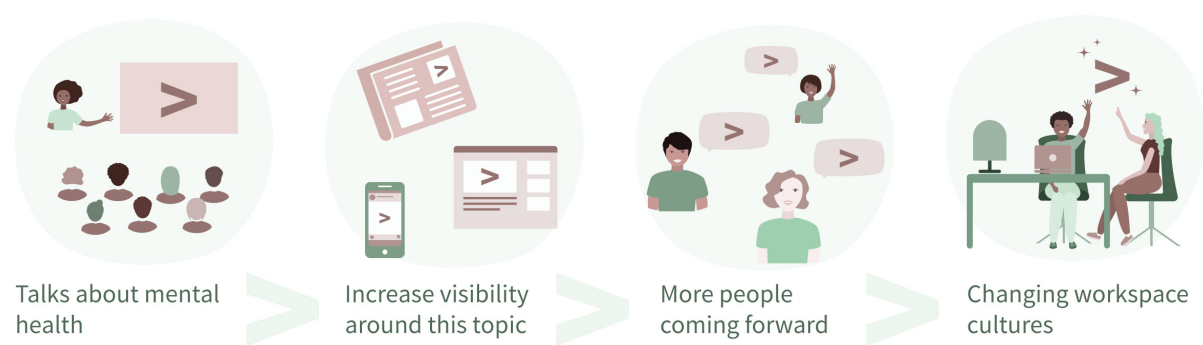 Talks about mental
health
Increase visibility
around this topic
More people
coming forward
Changing workspace
cultures